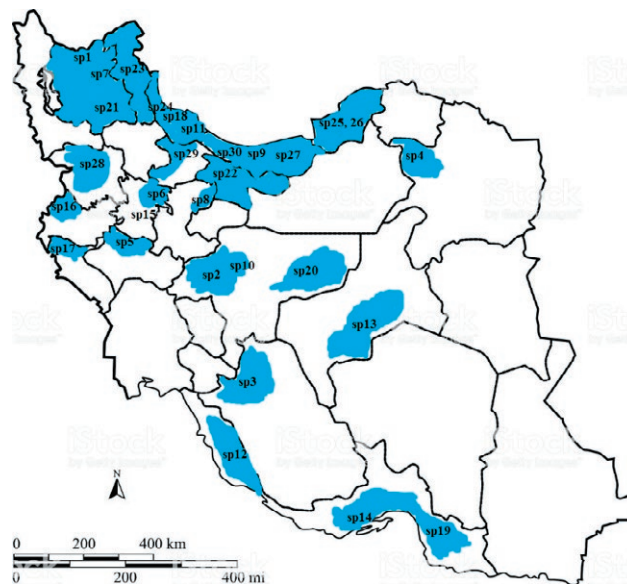 sp1
sp7
sp23
sp21
sp24
sp18
sp11
sp25, 26
sp30
sp9
sp27
sp29
sp22
sp4
sp28
sp6
sp8
sp16
sp15
sp17
sp5
sp2
sp10
sp20
sp13
sp3
sp12
sp14
sp19
N
0 200 400 km
0 200 400 mi
iStock
by Getty Images™